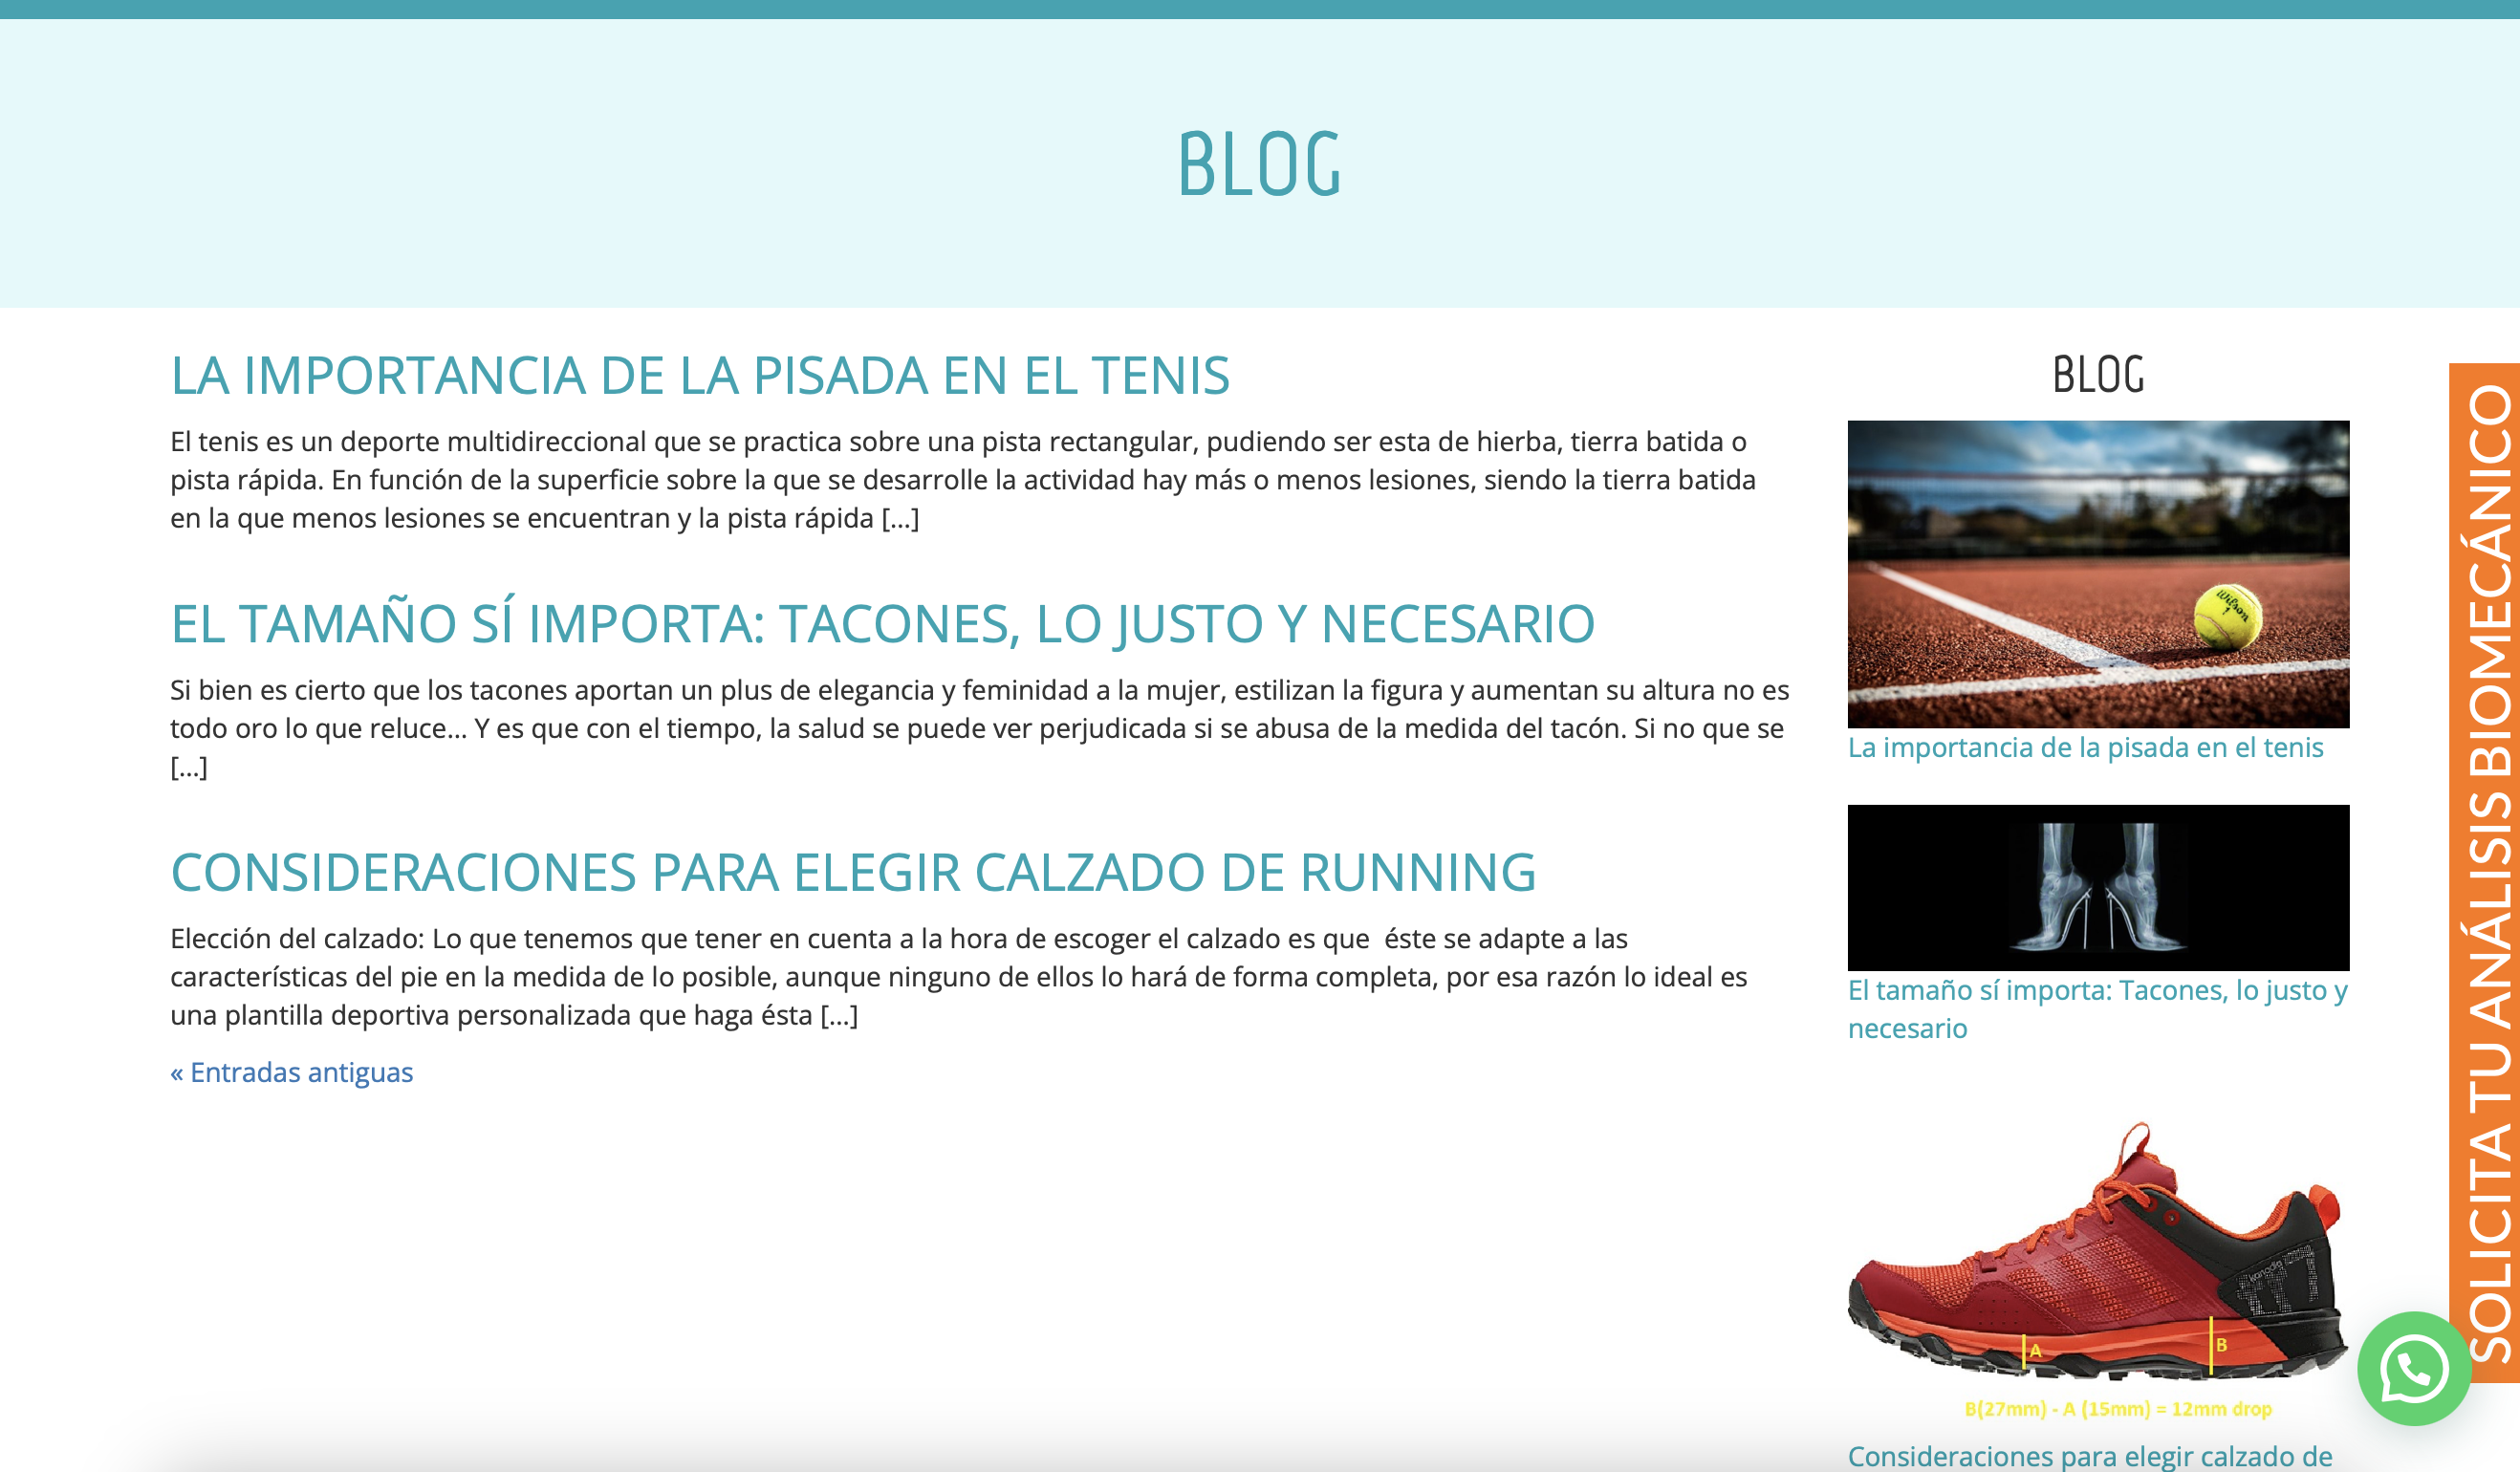 BLOG
LA IMPORTANCIA DE LA PISADA EN EL TENIS
El tenis es un deporte multidireccional que se practica sobre una pista rectangular, pudiendo ser esta de hierba, tierra batida o
pista rápida. En función de la superficie sobre la que se desarrolle la actividad hay más o menos lesiones, siendo la tierra batida
en la que menos lesiones se encuentran y la pista rápida [...]
EL TAMAÑO SÍ IMPORTA: TACONES, LO JUSTO Y NECESARIO
Si bien es cierto que los tacones aportan un plus de elegancia y feminidad a la mujer, estilizan la figura y aumentan su altura no es
todo oro lo que reluce... Y es que con el tiempo, la salud se puede ver perjudicada si se abusa de la medida del tacón. Si no que se
[...]
CONSIDERACIONES PARA ELEGIR CALZADO DE RUNNING
Elección del calzado: Lo que tenemos que tener en cuenta a la hora de escoger el calzado es que  éste se adapte a las
características del pie en la medida de lo posible, aunque ninguno de ellos lo hará de forma completa, por esa razón lo ideal es
una plantilla deportiva personalizada que haga ésta [...]
« Entradas antiguas
BLOG
Wilson
1
La importancia de la pisada en el tenis
El tamaño sí importa: Tacones, lo justo y
necesario
kanadia
TR7
A
B
B(27mm) - A (15mm) = 12mm drop
Consideraciones para elegir calzado de
SOLICITA TU ANÁLISIS BIOMECÁNICO